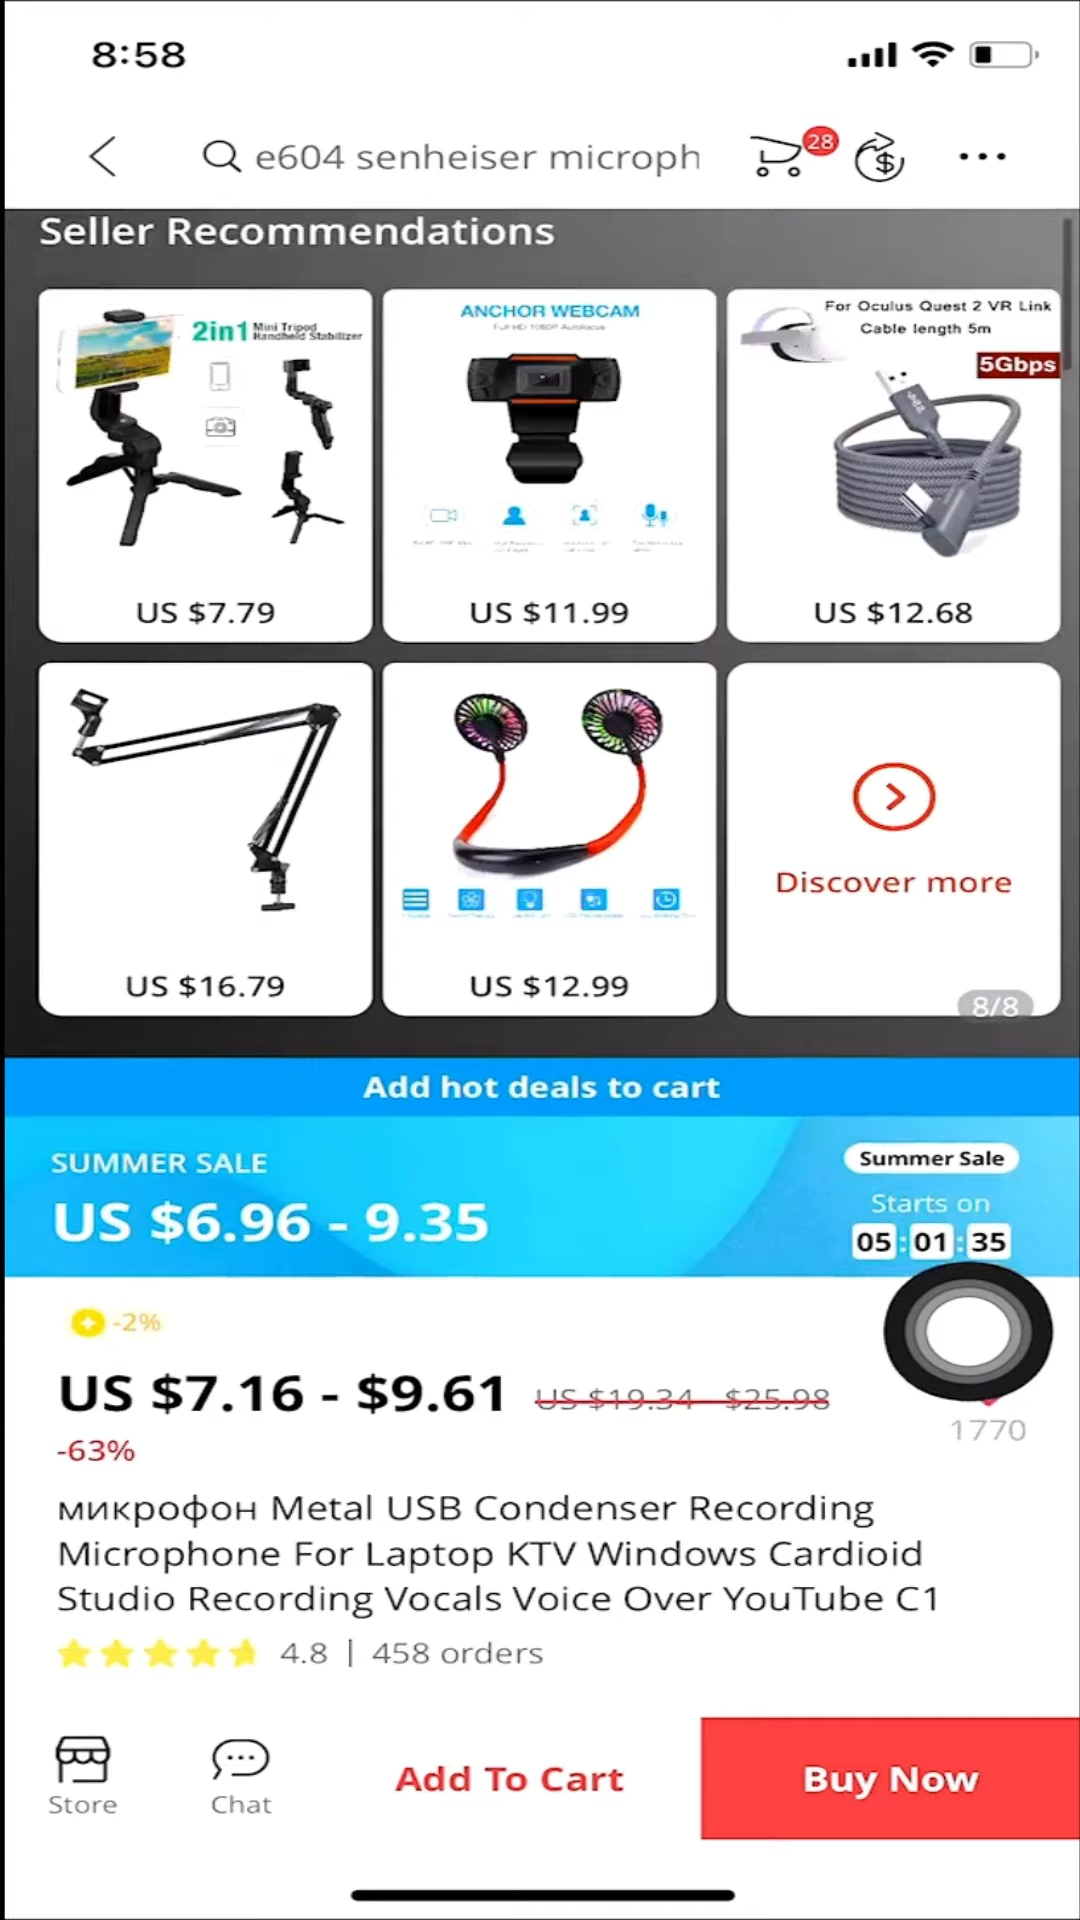 8:58
e604 senheiser microph
28
Seller Recommendations
2in1 Mini Tripod
Handheld Stabilizer
US $7.79
ANCHOR WEBCAM
Full HD 1080P Autofocus
US $11.99
For Oculus Quest 2 VR Link
Cable length 5m
5Gbps
US $12.68
US $16.79
US $12.99
Discover more
8/8
Add hot deals to cart
SUMMER SALE
US $6.96 - 9.35
Summer Sale
Starts on
05:01:35
-2%
US $7.16 - $9.61
US $19.34 - $25.98
1770
-63%
микрофон Metal USB Condenser Recording
Microphone For Laptop KTV Windows Cardioid
Studio Recording Vocals Voice Over YouTube C1
4.8 | 458 orders
Store
Chat
Add To Cart
Buy Now